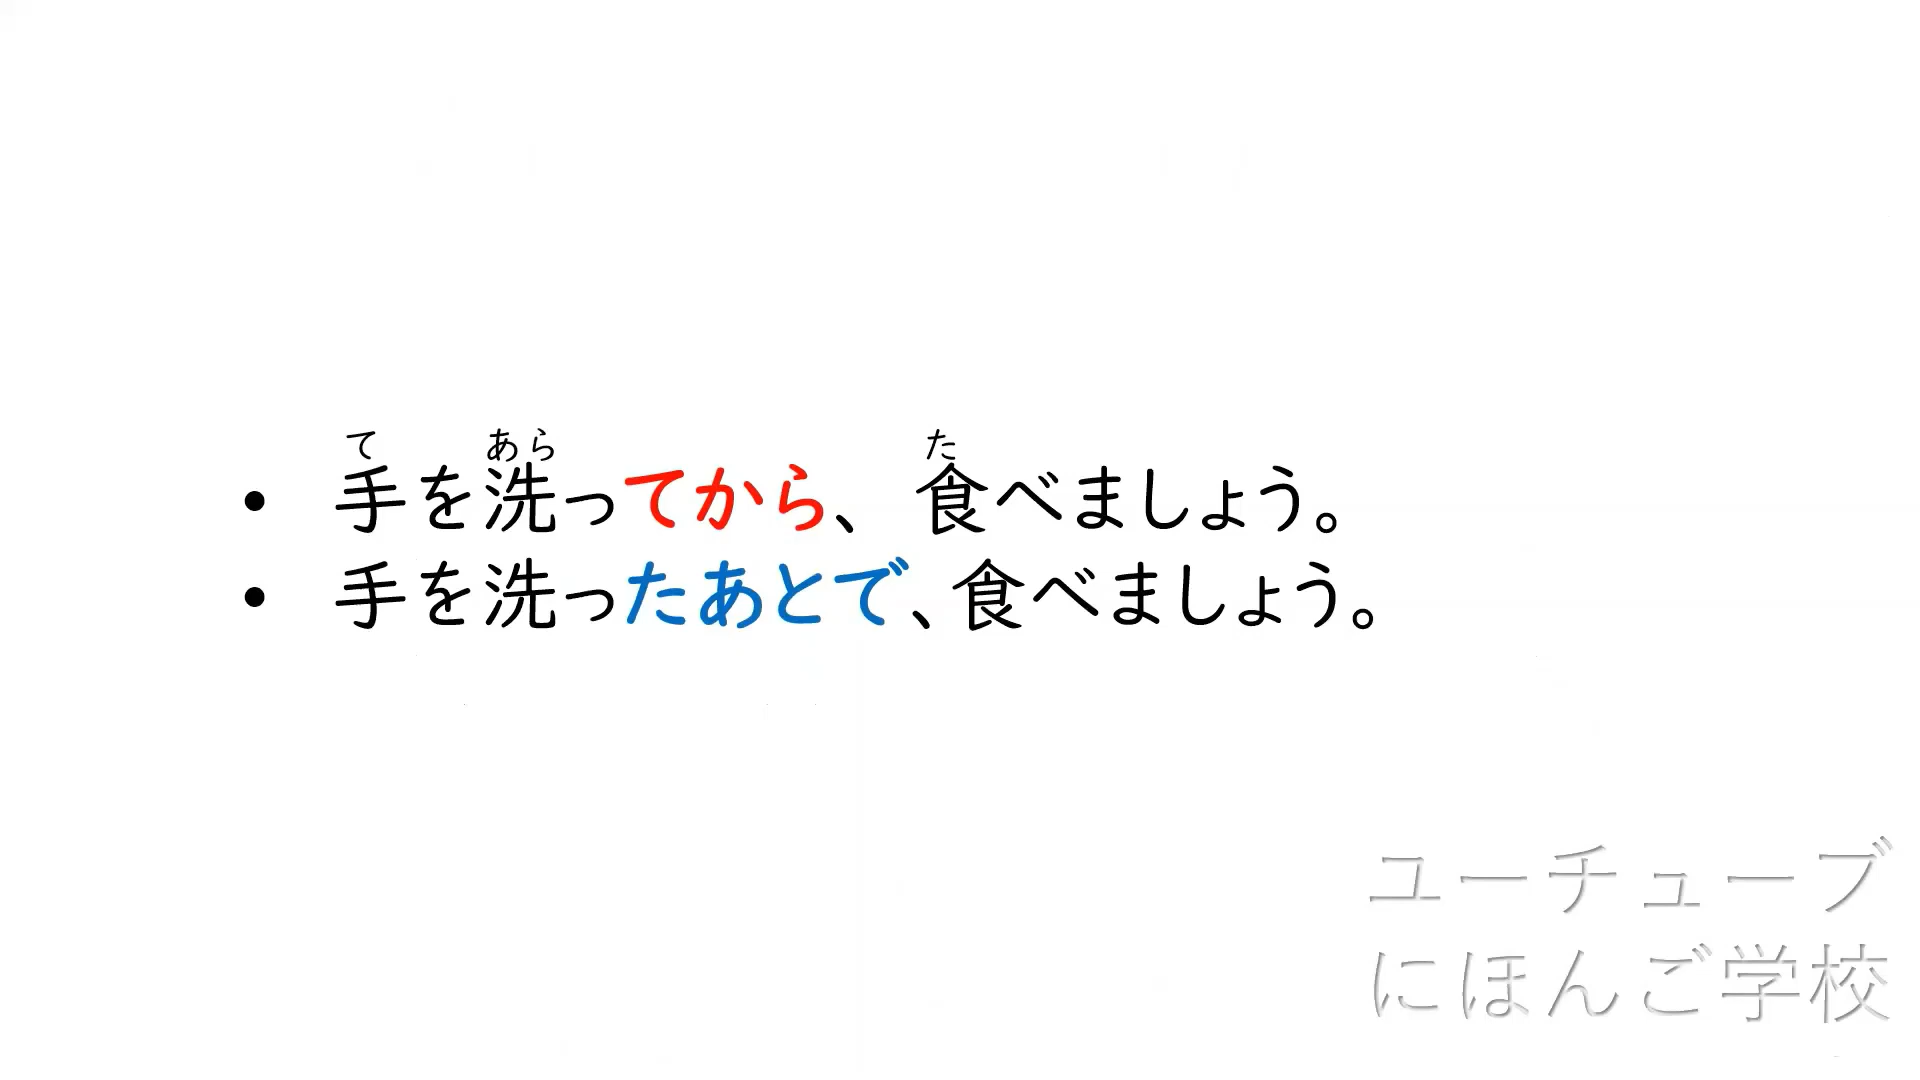 て あら た
• 手を洗ってから、 食べましょう。
• 手を洗ったあとで、食べましょう。
ユーチューブ
にほんご学校